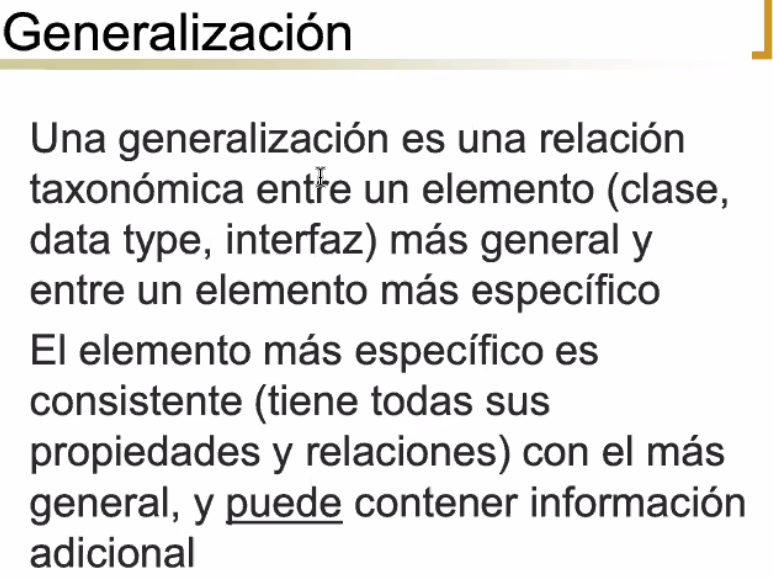 Generalización
Una generalización es una relación
taxonómica entre un elemento (clase,
data type, interfaz) más general y
entre un elemento más específico
El elemento más específico es
consistente (tiene todas sus
propiedades y relaciones) con el más
general, y puede contener información
adicional